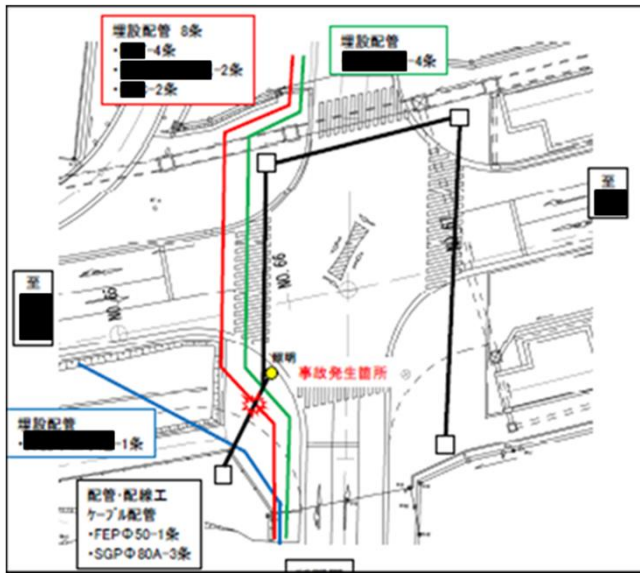 埋設配管 8条
・-4条
・-2条
・-2条
埋設配管
-4条
至
至
NO.66
NO.66
照明
事故発生箇所
埋設配管
・-1条
配管・配線工
ケーブル配管
・FEPΦ50-1条
・SGPΦ80A-3条